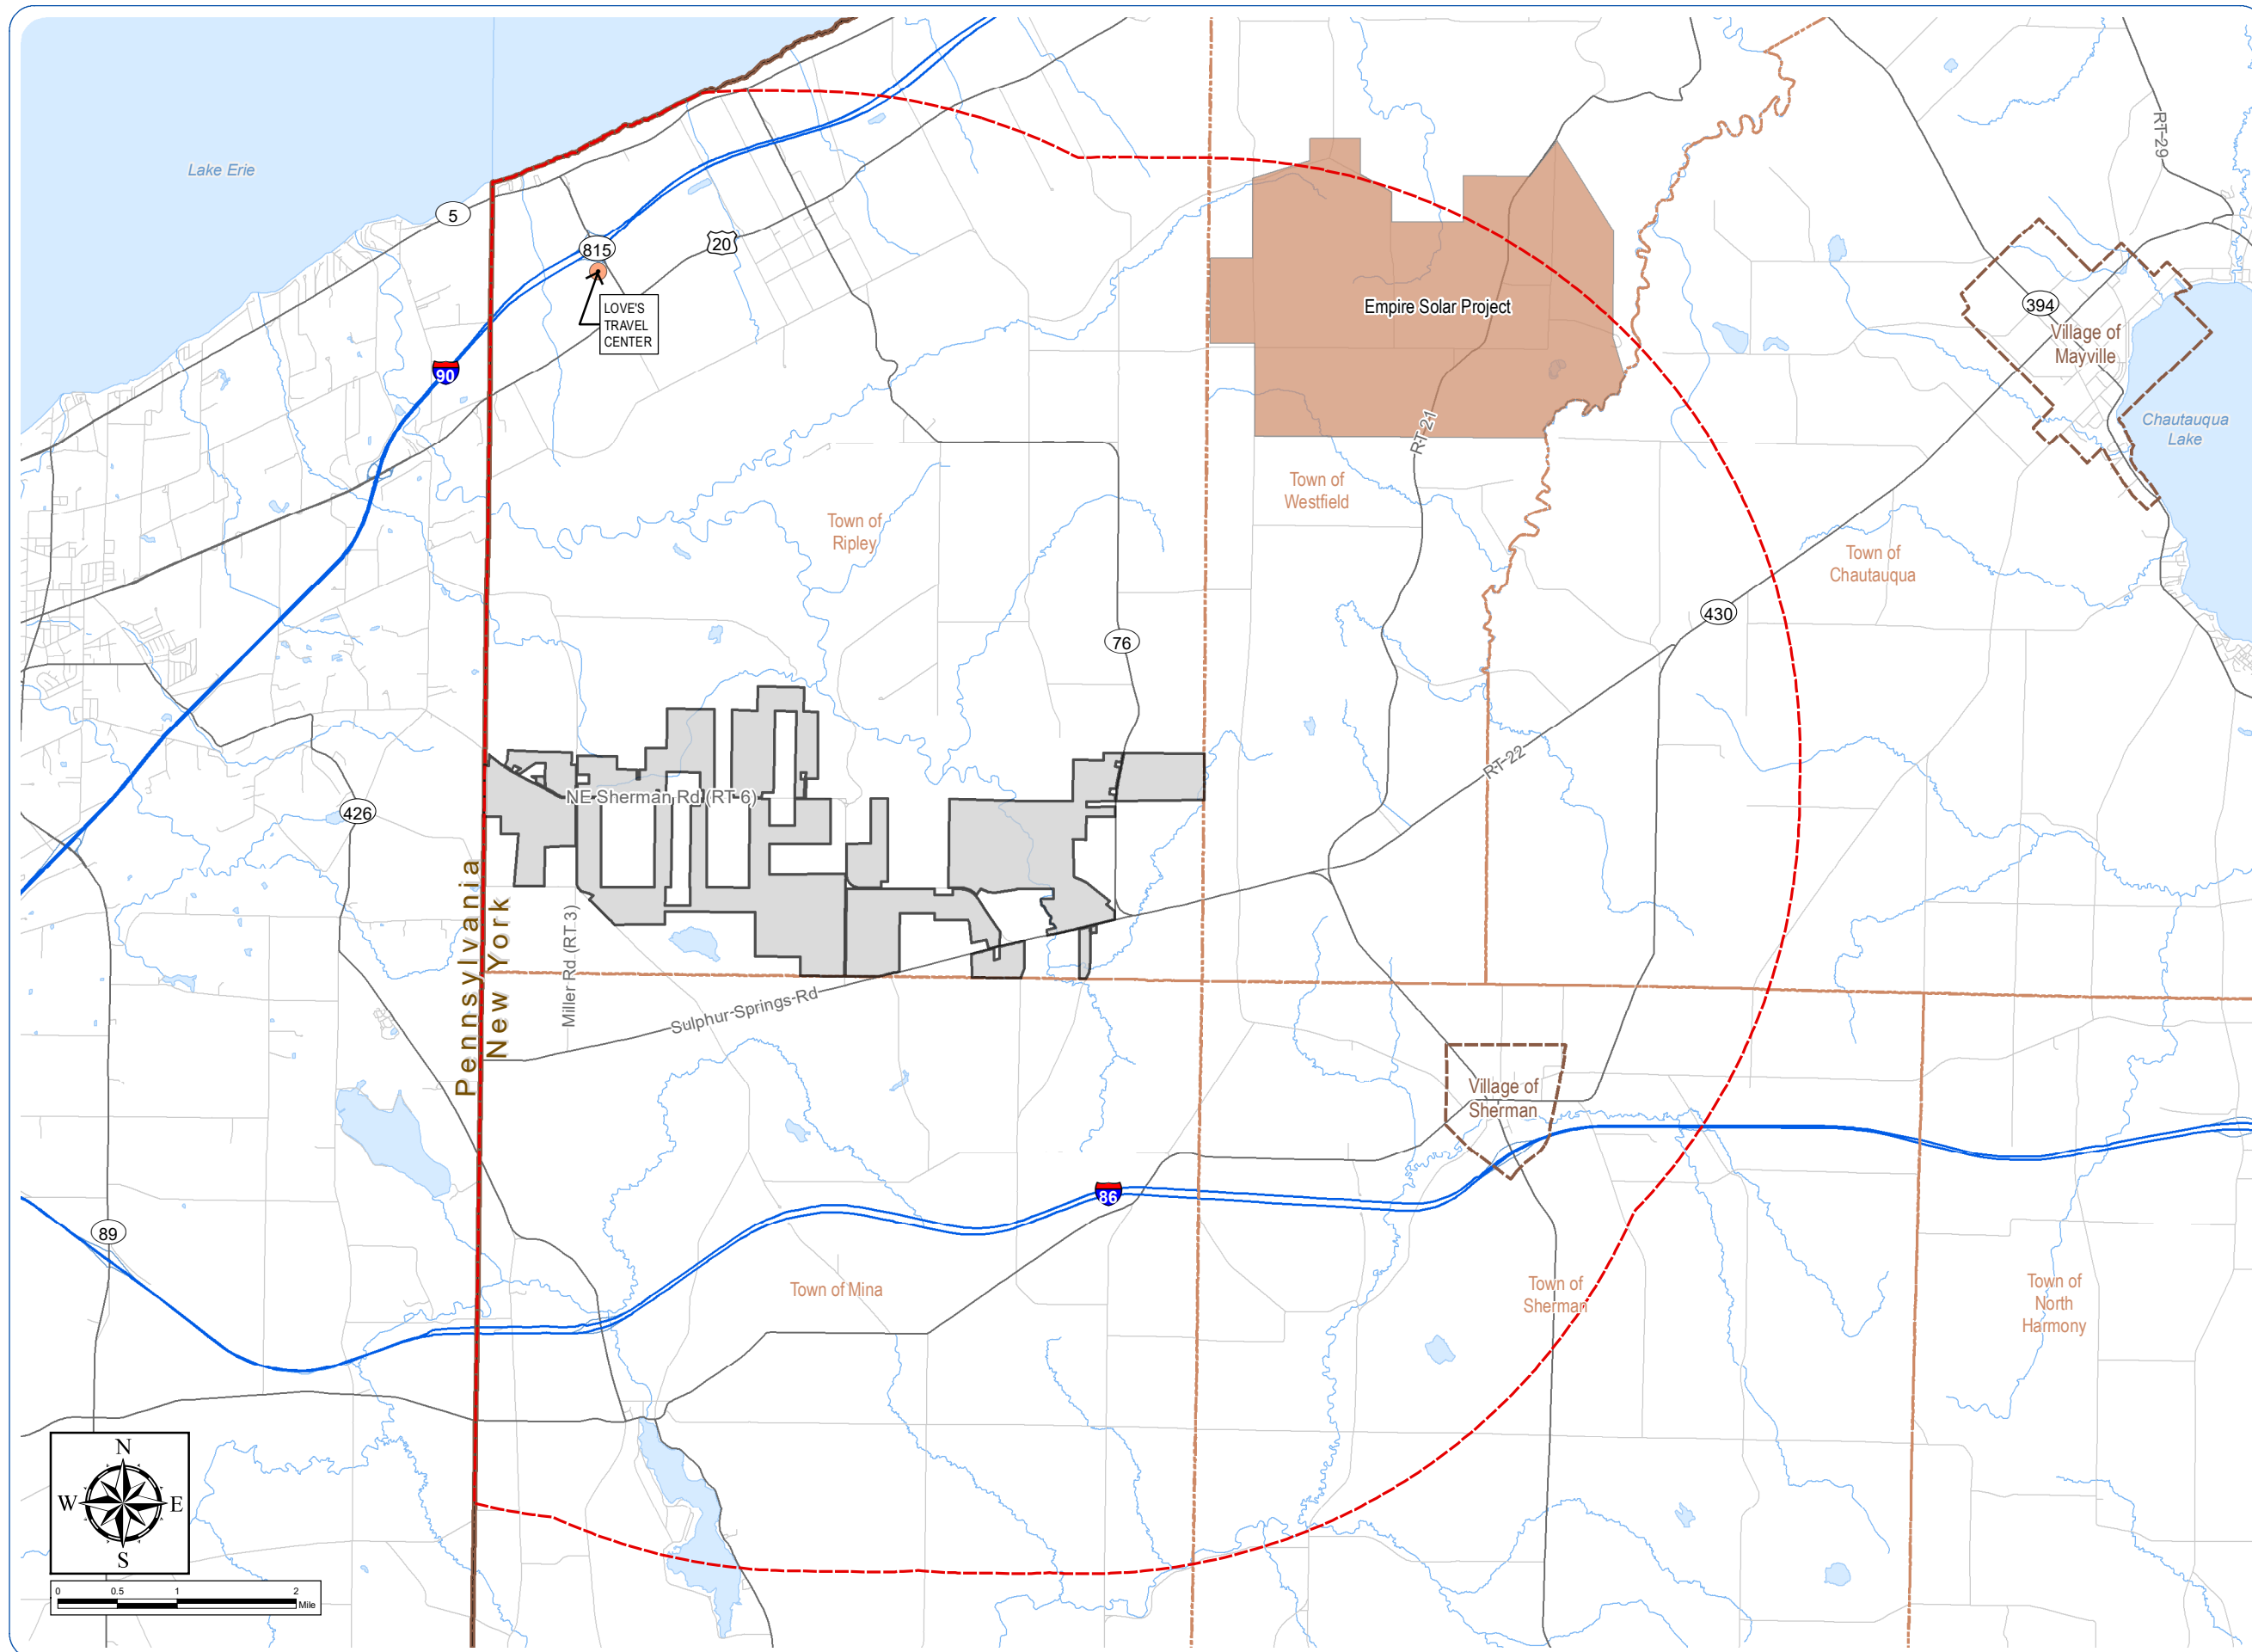 Lake Erie
5
815
20
LOVE'S
TRAVEL
CENTER
90
Empire Solar Project
RT-29
394
Village of
Mayville
Chautauqua
Lake
RT-21
Town of
Westfield
Town of
Ripley
Town of
Chautauqua
430
76
RT-22
426
NE Sherman Rd (RT 6)
Pennsylvania
New York
Miller Rd (RT 3)
Sulphur-Springs-Rd
Village of
Sherman
86
89
Town of Mina
Town of
Sherman
Town of
North
Harmony
N
W
E
S
0 0.5 1 2
Mile